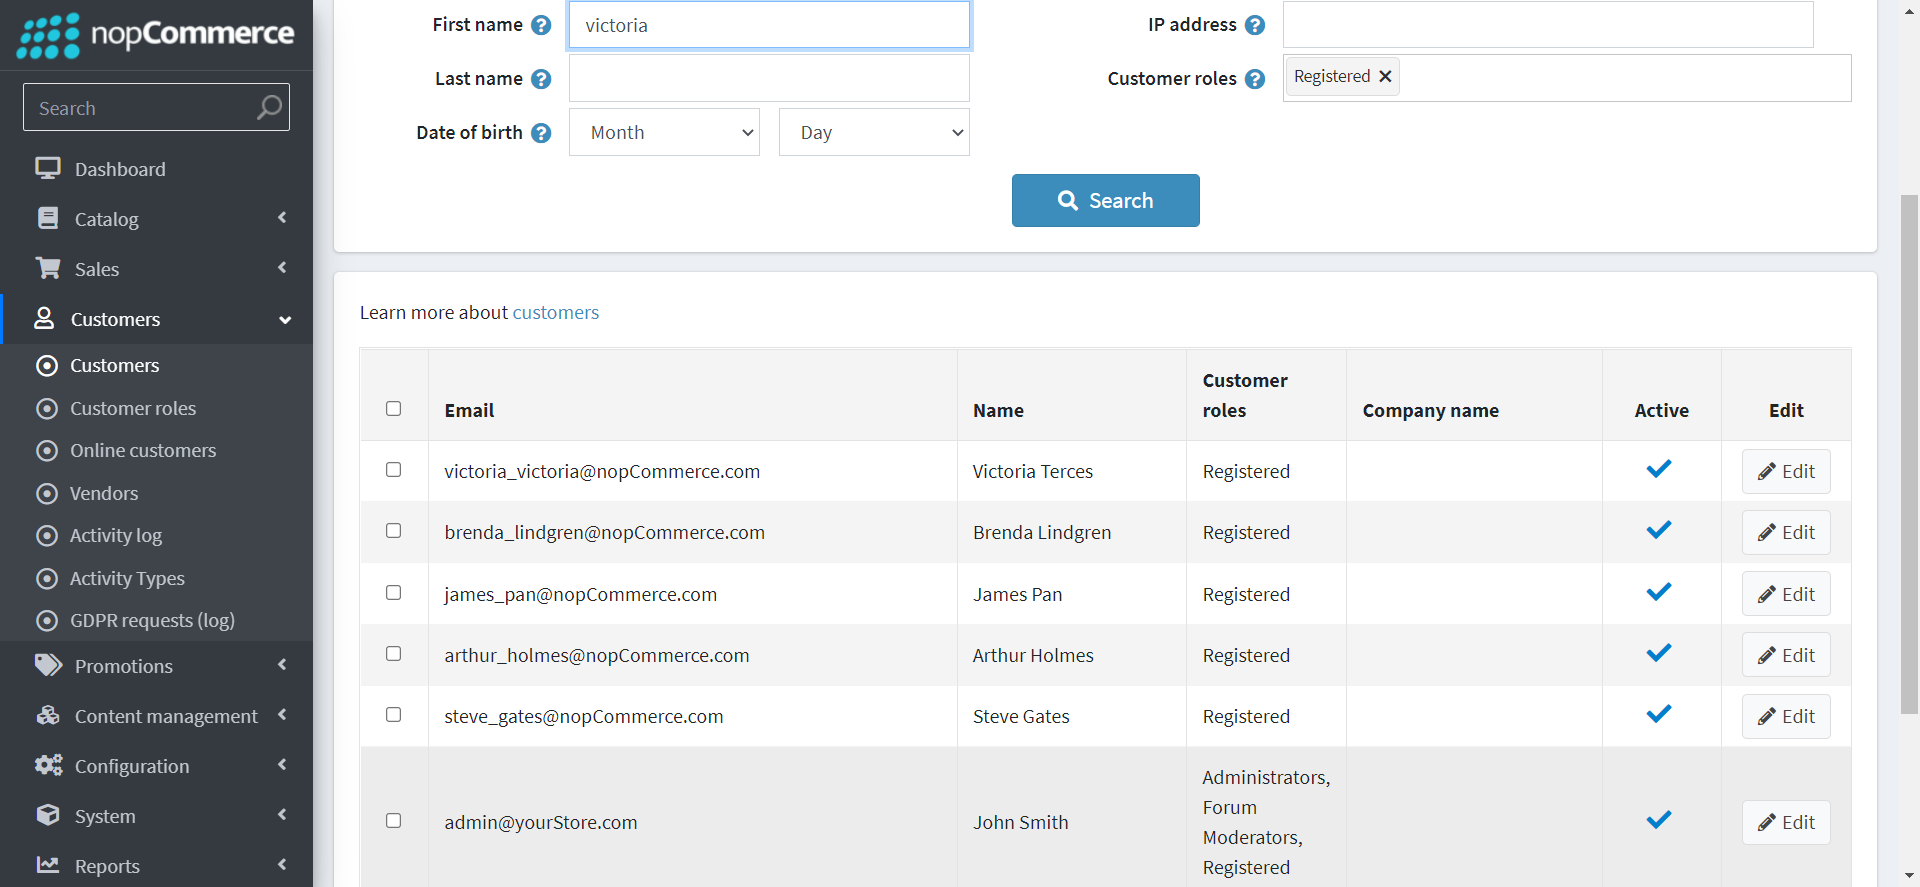 nopCommerce
Search
Dashboard
Catalog
Sales
Customers
Customers
Customer roles
Online customers
Vendors
Activity log
Activity Types
GDPR requests (log)
Promotions
Content management
Configuration
System
Reports
First name
victoria
IP address
Last name
Customer roles
Registered
Date of birth
Month
Day
Search
Learn more about customers
Email
Name
Customer
roles
Company name
Active
Edit
victoria_victoria@nopCommerce.com
Victoria Terces
Registered
Edit
brenda_lindgren@nopCommerce.com
Brenda Lindgren
Registered
Edit
james_pan@nopCommerce.com
James Pan
Registered
Edit
arthur_holmes@nopCommerce.com
Arthur Holmes
Registered
Edit
steve_gates@nopCommerce.com
Steve Gates
Registered
Edit
admin@yourStore.com
John Smith
Administrators,
Forum
Moderators,
Registered
Edit